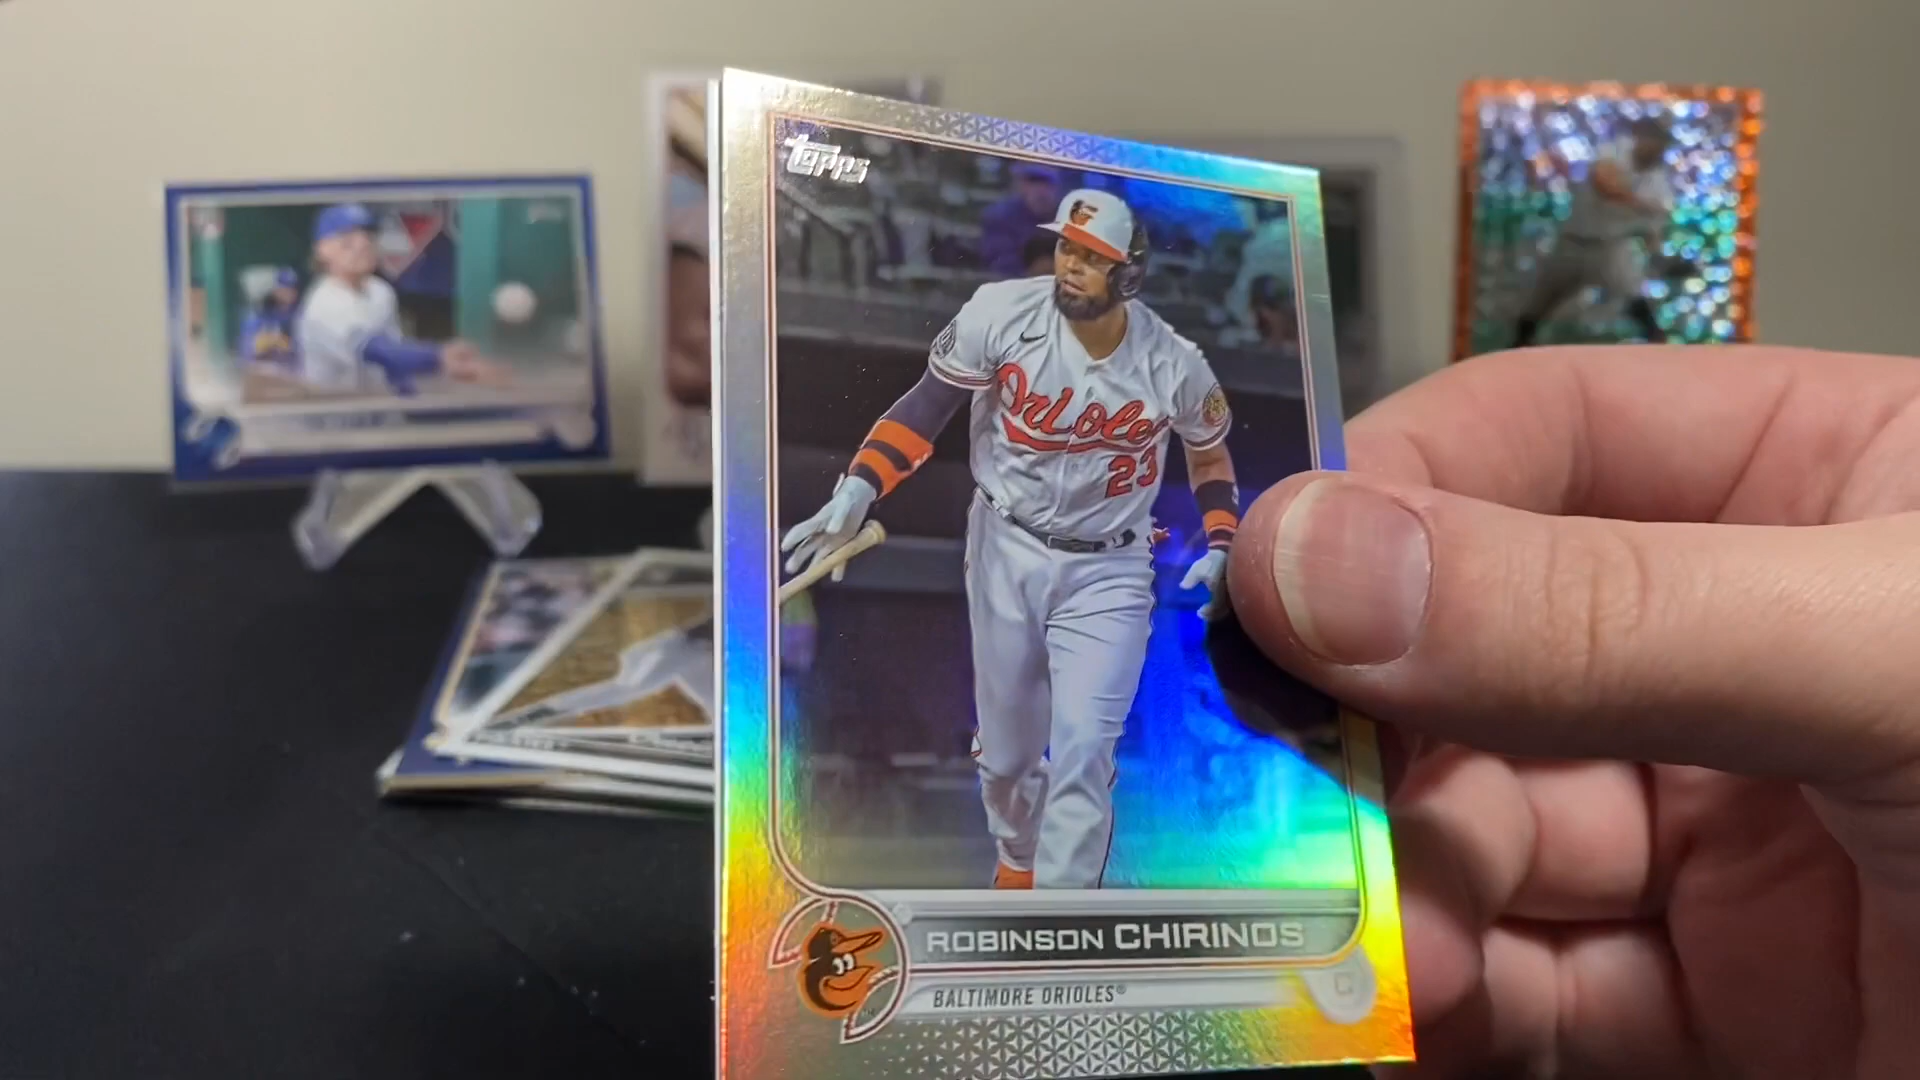 Topps
Orioles
23
ROBINSON CHIRINOS
BALTIMORE ORIOLES®
C